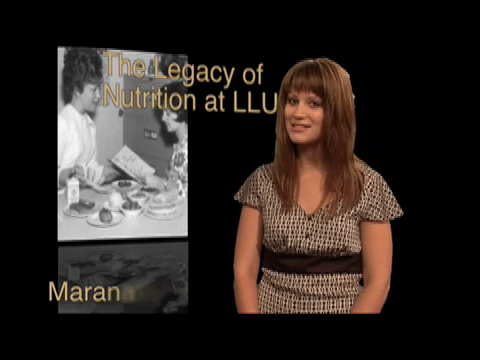 The Legacy of
Nutrition at LLU
Maran